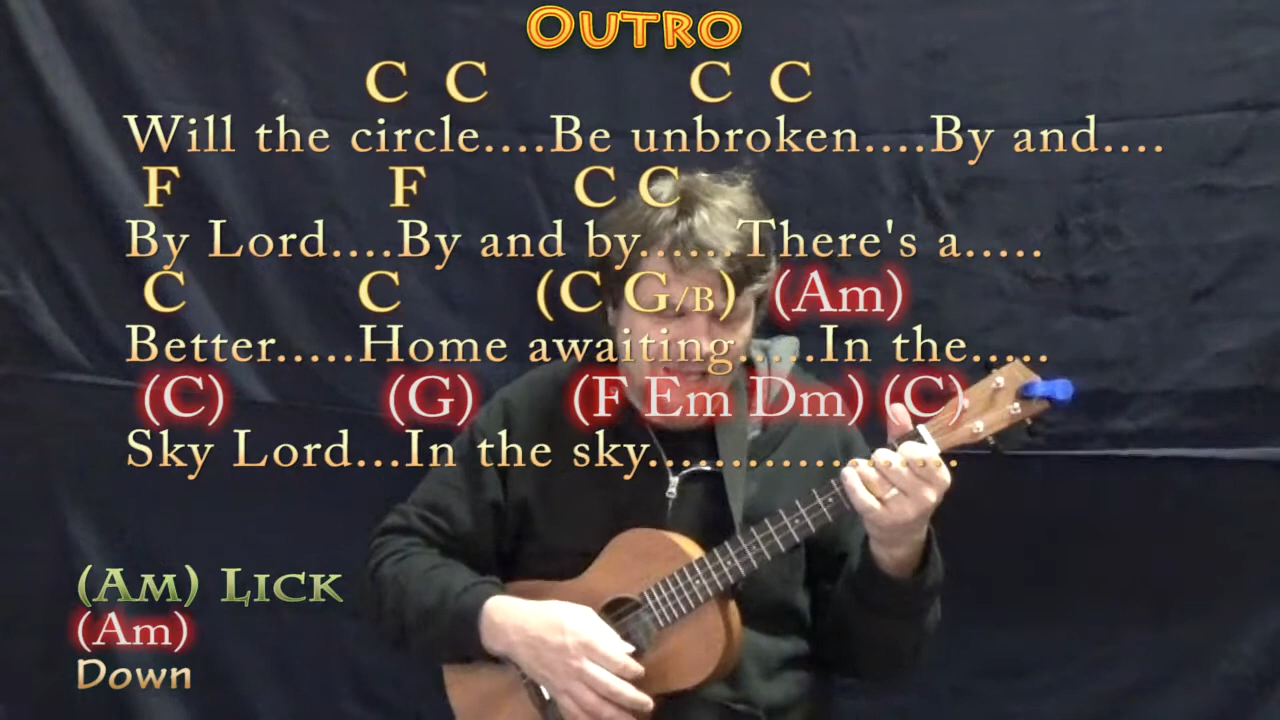 Outro
C C C C
Will the circle....Be unbroken....By and....
F F C C
By Lord....By and by......There's a.....
C C (C G/B) (Am)
Better.....Home awaiting.....In the.....
(C) (G) (F Em Dm) (C)
Sky Lord...In the sky...................
(Am) Lick
(Am)
Down